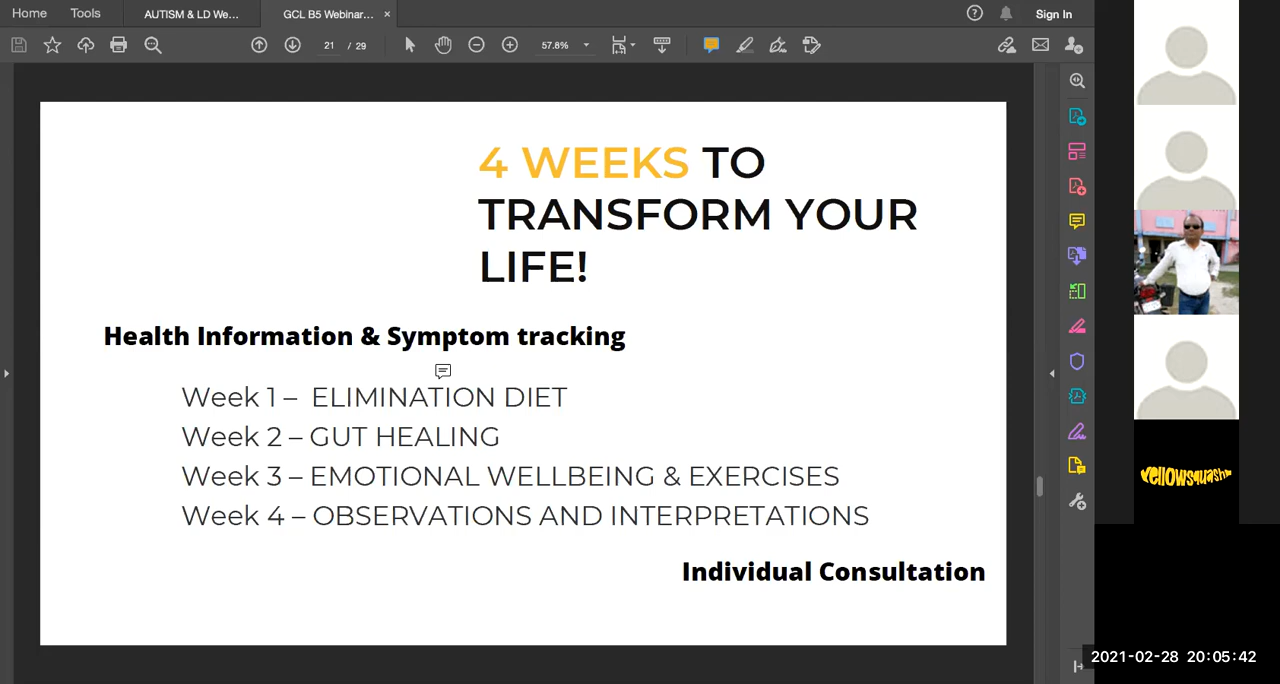 Home Tools AUTISM & LD We... GCL B5 Webinar... × Sign In
21 / 29 57.8%
4 WEEKS TO
TRANSFORM YOUR
LIFE!
Health Information & Symptom tracking
Week 1 – ELIMINATION DIET
Week 2 – GUT HEALING
Week 3 – EMOTIONAL WELLBEING & EXERCISES
Week 4 – OBSERVATIONS AND INTERPRETATIONS
Individual Consultation
yellowsquash
2021-02-28 20:05:42